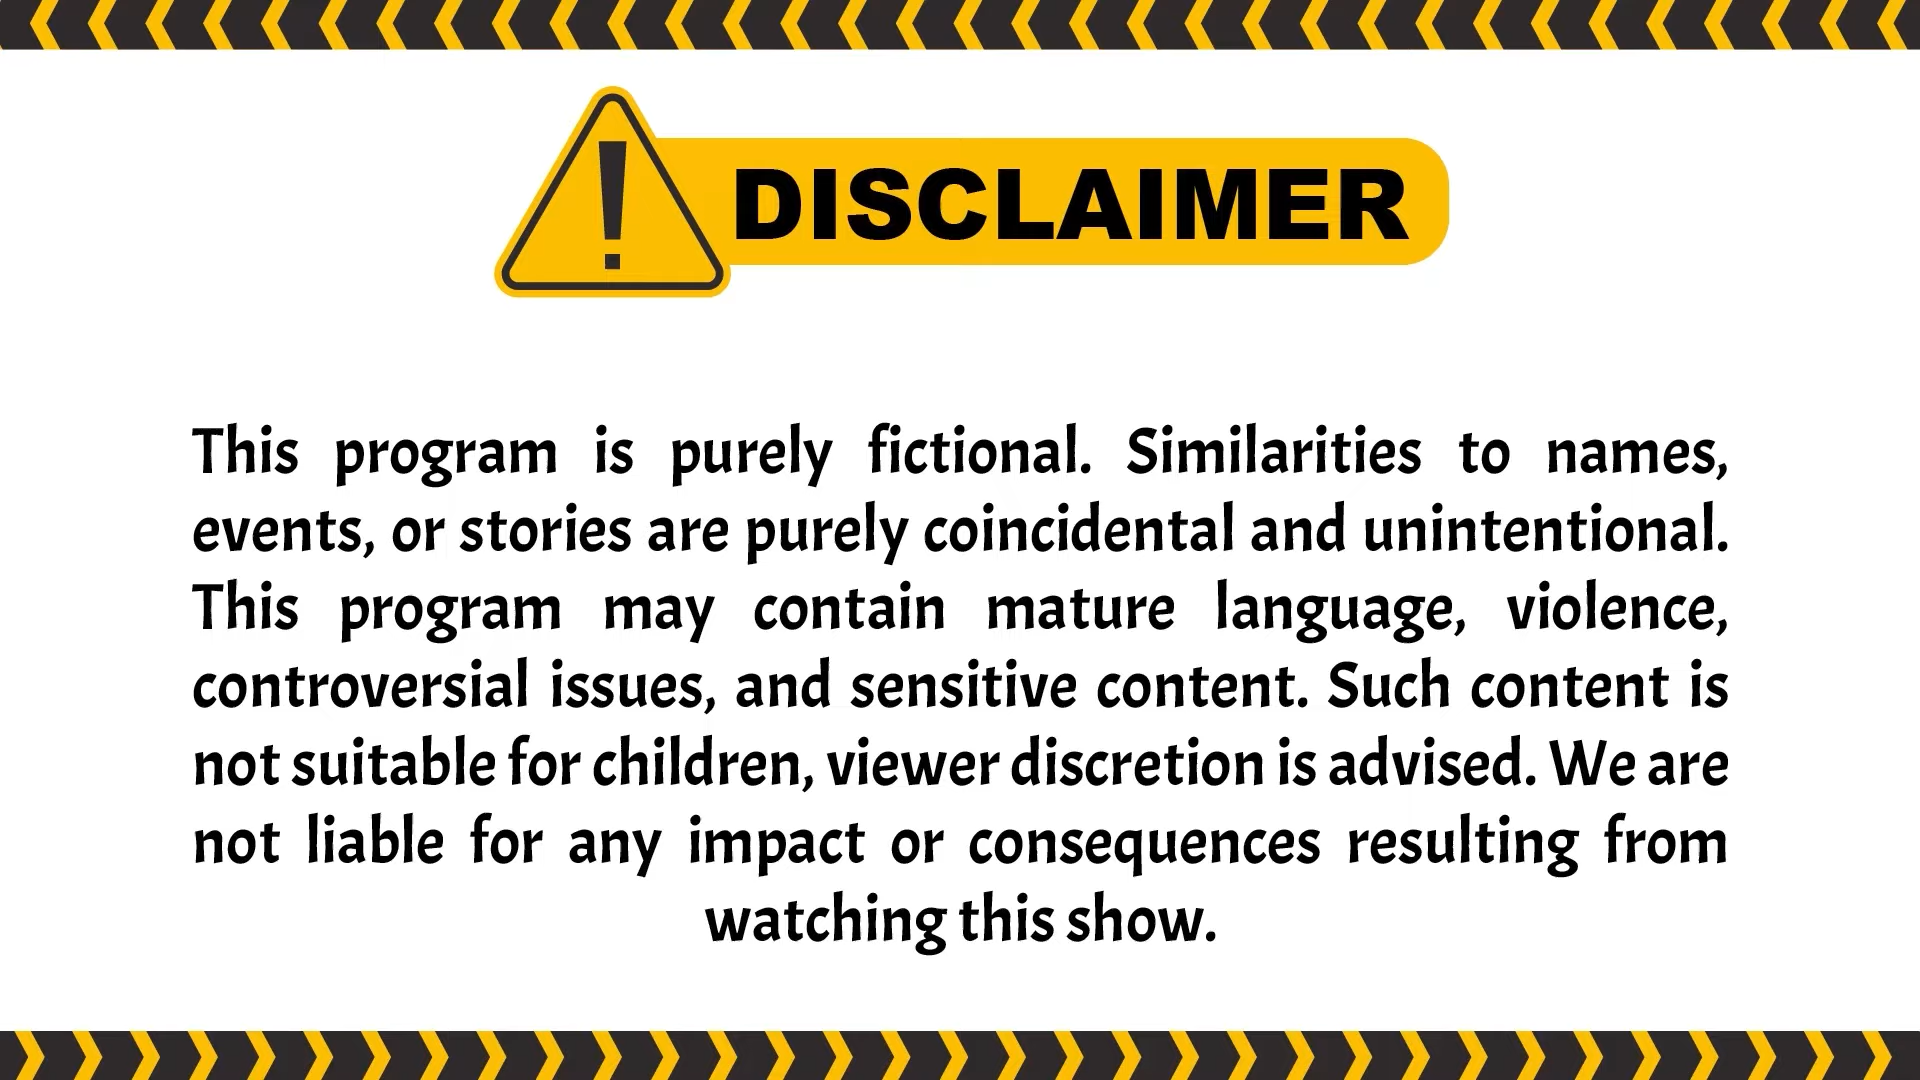 DISCLAIMER
This program is purely fictional. Similarities to names,
events, or stories are purely coincidental and unintentional.
This program may contain mature language, violence,
controversial issues, and sensitive content. Such content is
not suitable for children, viewer discretion is advised. We are
not liable for any impact or consequences resulting from
watching this show.